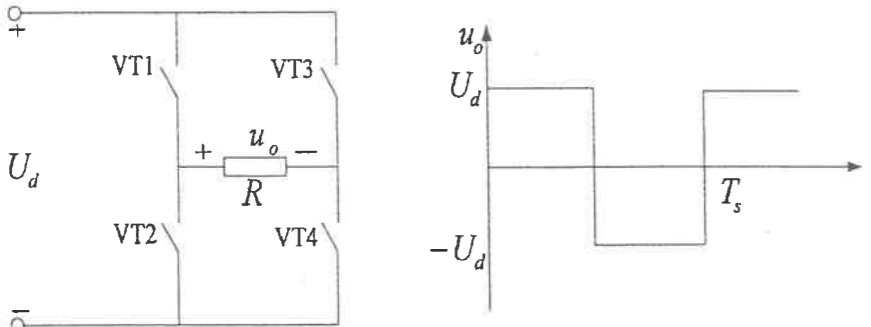 +
VT1
VT3
U_d
+ u_o −
R
VT2
VT4
−
u_o
U_d
T_s
−U_d